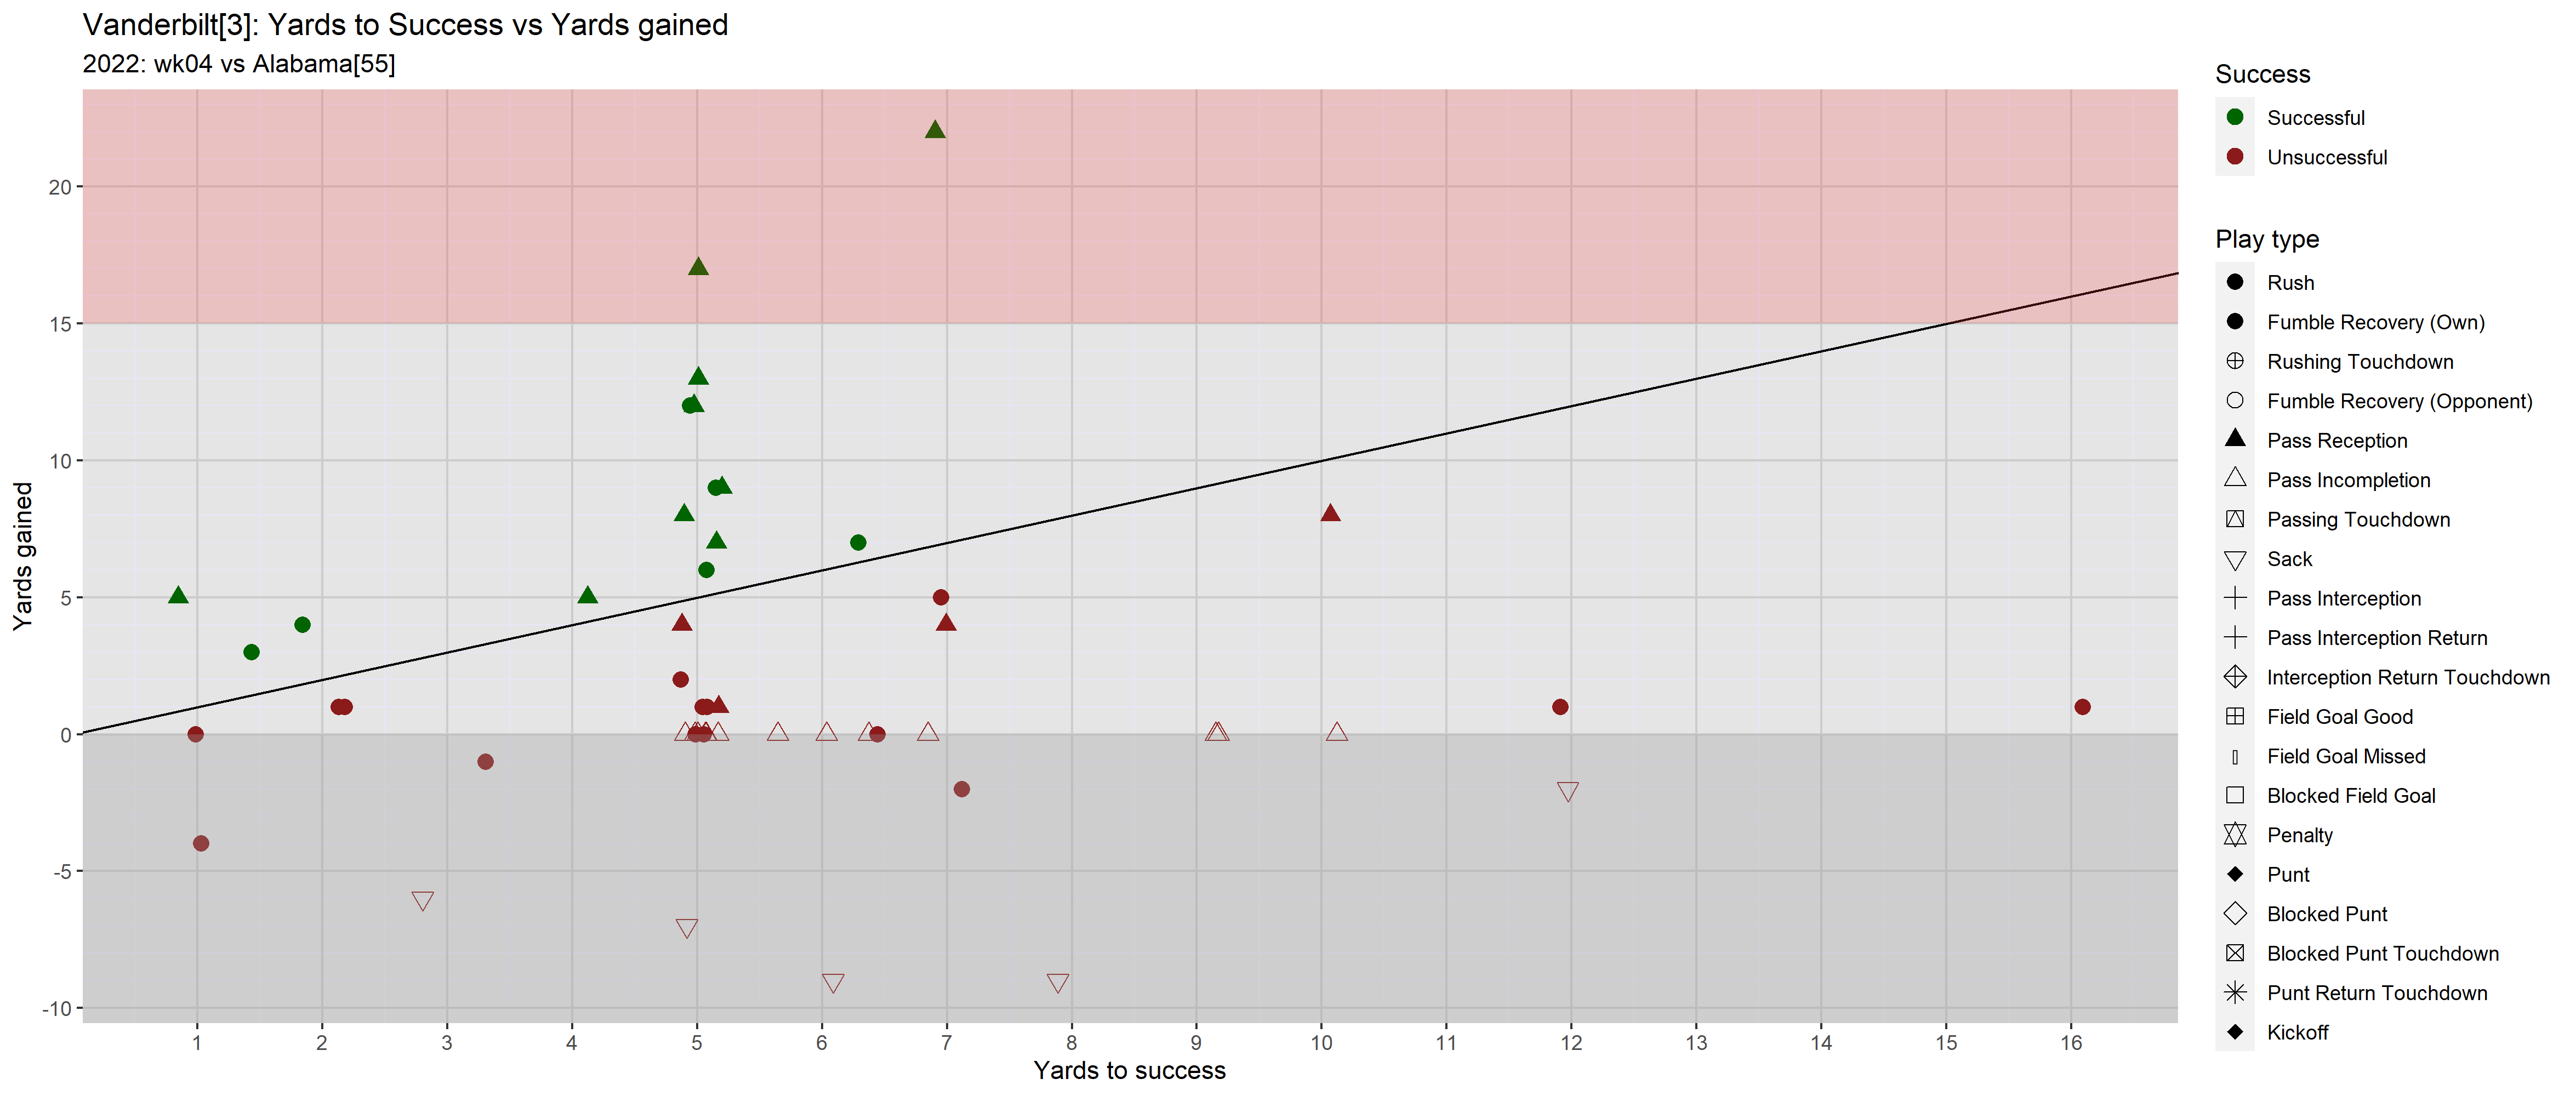 Vanderbilt[3]: Yards to Success vs Yards gained
2022: wk04 vs Alabama[55]
Yards gained
20
15
10
5
0
-5
-10
1 2 3 4 5 6 7 8 9 10 11 12 13 14 15 16
Yards to success
Success
Successful
Unsuccessful
Play type
Rush
Fumble Recovery (Own)
Rushing Touchdown
Fumble Recovery (Opponent)
Pass Reception
Pass Incompletion
Passing Touchdown
Sack
Pass Interception
Pass Interception Return
Interception Return Touchdown
Field Goal Good
Field Goal Missed
Blocked Field Goal
Penalty
Punt
Blocked Punt
Blocked Punt Touchdown
Punt Return Touchdown
Kickoff